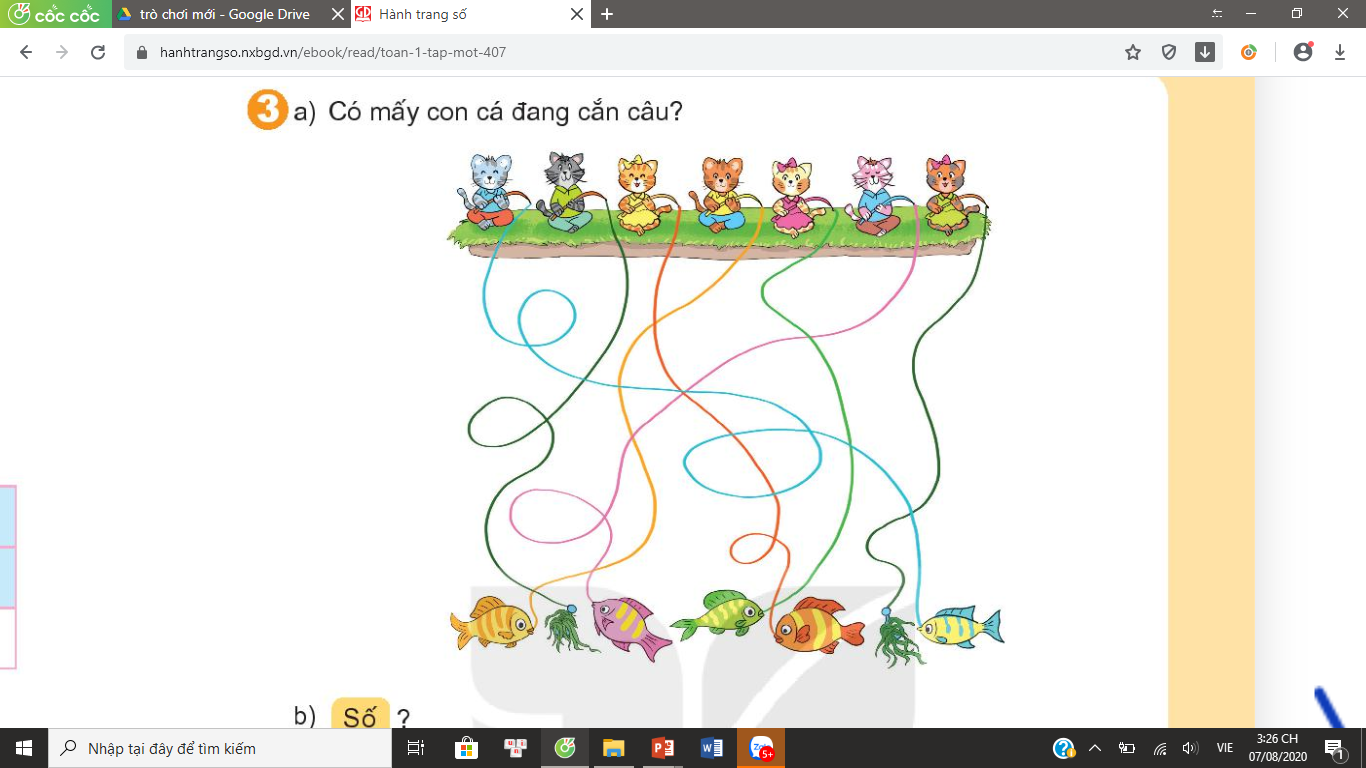 cốc cốc
trò chơi mới - Google Drive
Hành trang số
hanhtrangso.nxbgd.vn/ebook/read/toan-1-tap-mot-407
3 a) Có mấy con cá đang cắn câu?
b) Số ?
Nhập tại đây để tìm kiếm
VIE
3:26 CH
07/08/2020